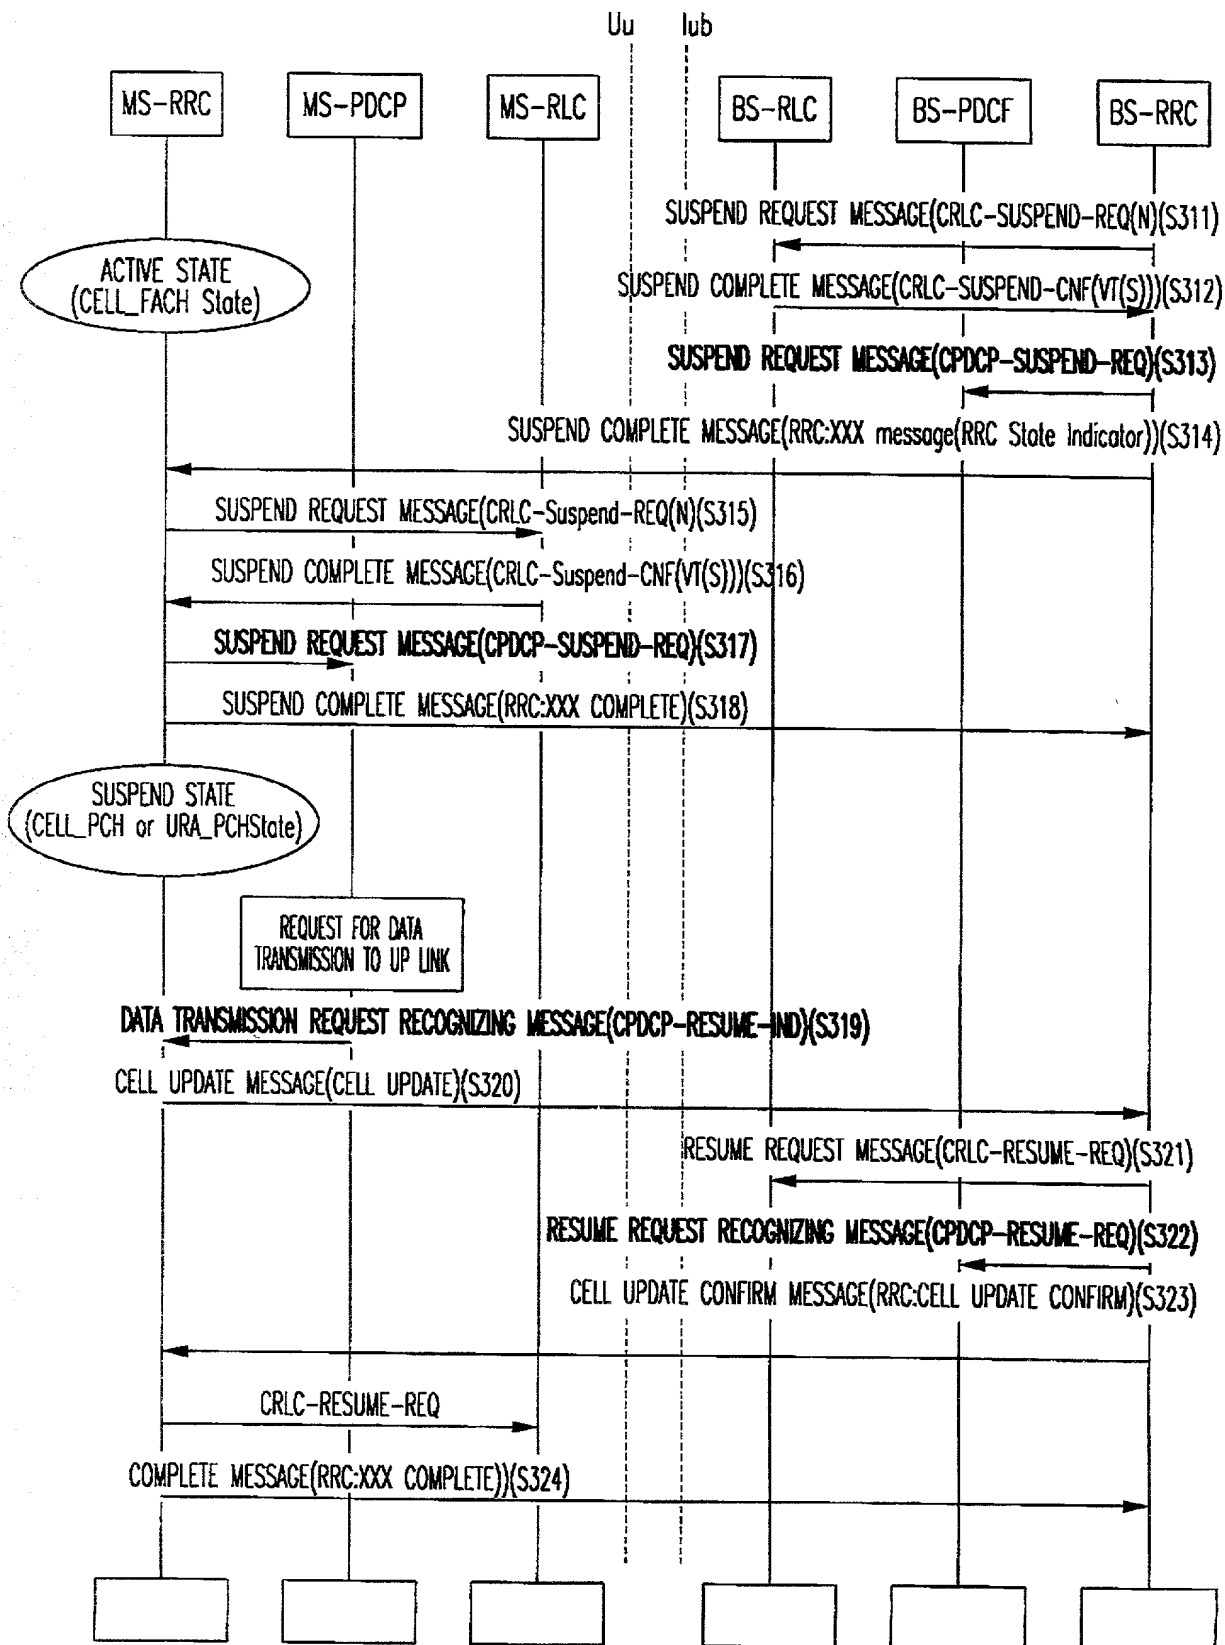 Uu Iub
MS-RRC MS-PDCP MS-RLC BS-RLC BS-PDCF BS-RRC
SUSPEND REQUEST MESSAGE(CRLC-SUSPEND-REQ(N)(S311)
ACTIVE STATE
(CELL_FACH State)
SUSPEND COMPLETE MESSAGE(CRLC-SUSPEND-CNF(VT(S)))(S312)
SUSPEND REQUEST MESSAGE(CPDCP-SUSPEND-REQ)(S313)
SUSPEND COMPLETE MESSAGE(RRC:XXX message(RRC State Indicator))(S314)
SUSPEND REQUEST MESSAGE(CRLC-Suspend-REQ(N)(S315)
SUSPEND COMPLETE MESSAGE(CRLC-Suspend-CNF(VT(S)))(S316)
SUSPEND REQUEST MESSAGE(CPDCP-SUSPEND-REQ)(S317)
SUSPEND COMPLETE MESSAGE(RRC:XXX COMPLETE)(S318)
SUSPEND STATE
(CELL_PCH or URA_PCHState)
REQUEST FOR DATA
TRANSMISSION TO UP LINK
DATA TRANSMISSION REQUEST RECOGNIZING MESSAGE(CPDCP-RESUME-IND)(S319)
CELL UPDATE MESSAGE(CELL UPDATE)(S320)
RESUME REQUEST MESSAGE(CRLC-RESUME-REQ)(S321)
RESUME REQUEST RECOGNIZING MESSAGE(CPDCP-RESUME-REQ)(S322)
CELL UPDATE CONFIRM MESSAGE(RRC:CELL UPDATE CONFIRM)(S323)
CRLC-RESUME-REQ
COMPLETE MESSAGE(RRC:XXX COMPLETE))(S324)